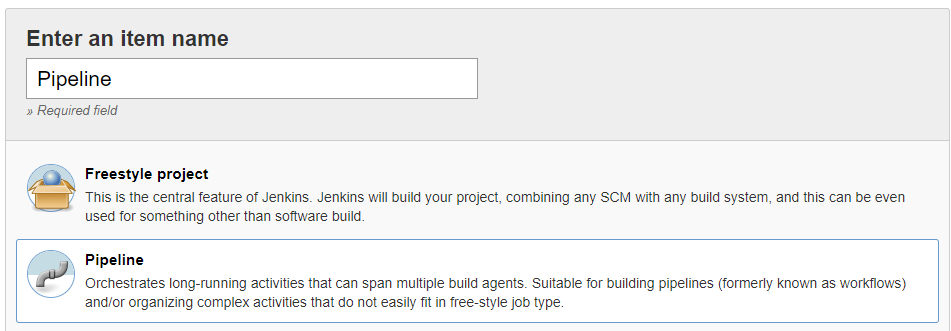 Enter an item name
Pipeline
» Required field
Freestyle project
This is the central feature of Jenkins. Jenkins will build your project, combining any SCM with any build system, and this can be even
used for something other than software build.
Pipeline
Orchestrates long-running activities that can span multiple build agents. Suitable for building pipelines (formerly known as workflows)
and/or organizing complex activities that do not easily fit in free-style job type.